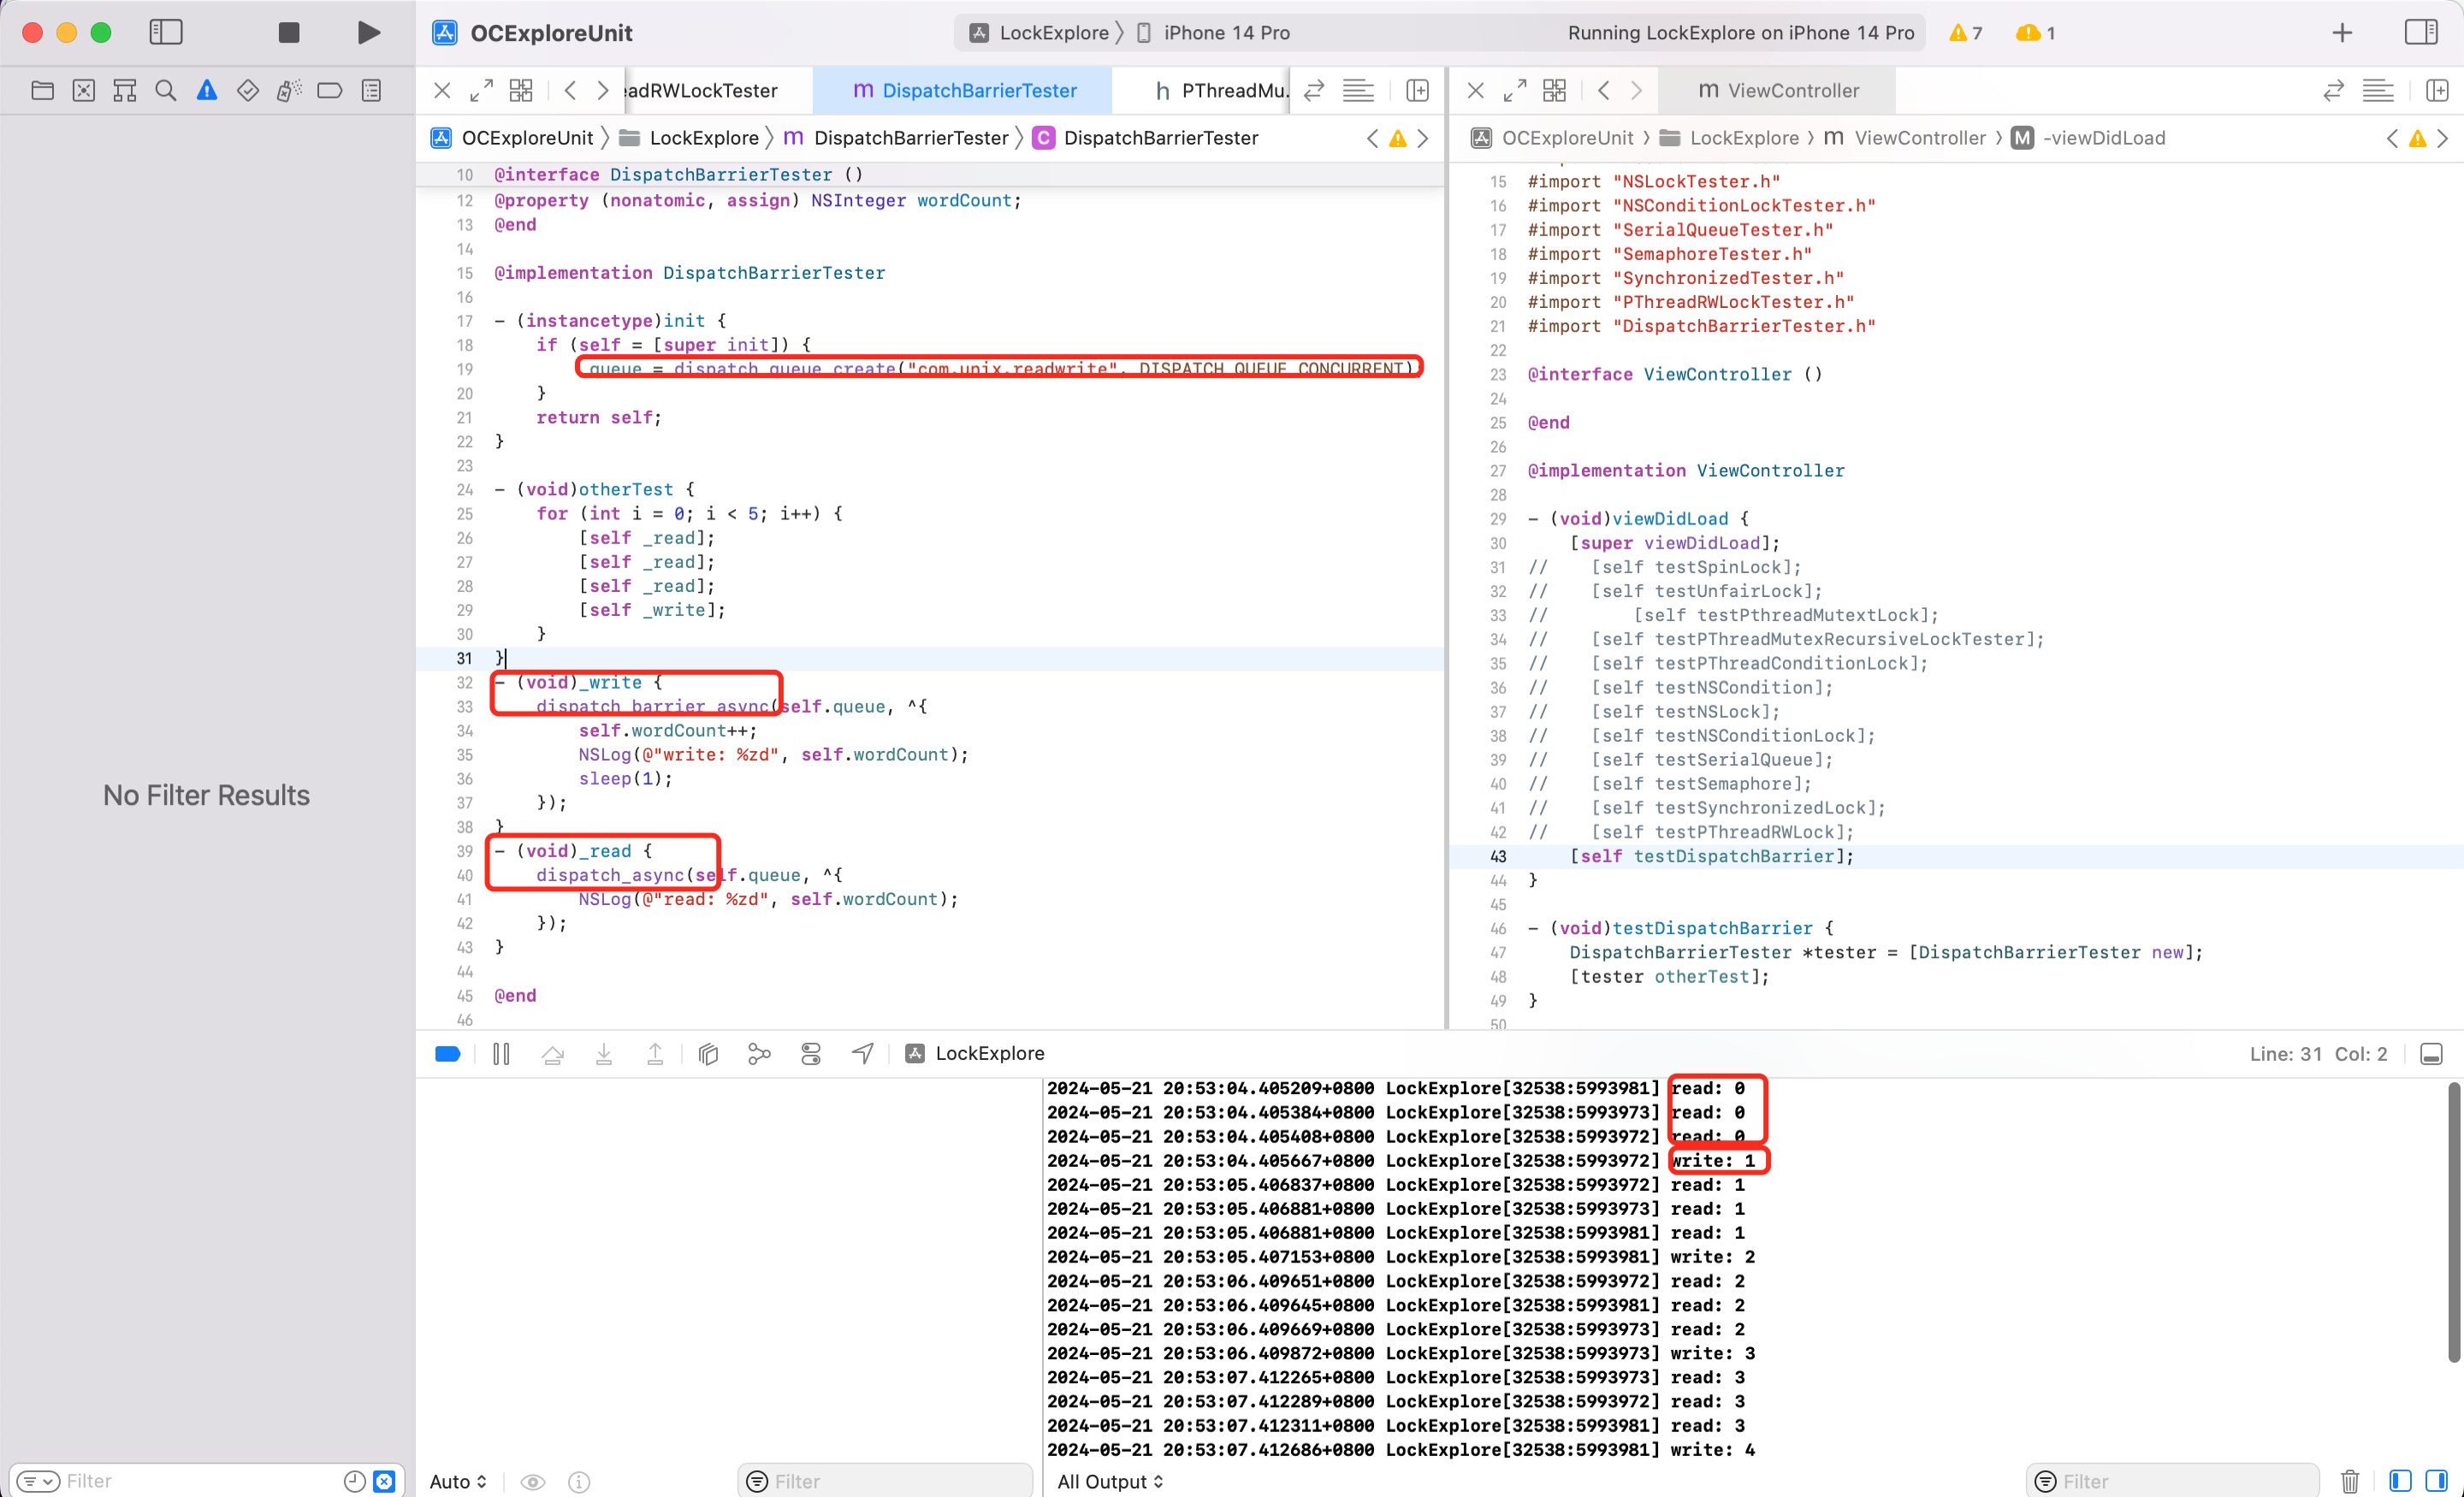 OCExploreUnit
LockExplore
iPhone 14 Pro
Running LockExplore on iPhone 14 Pro
7
1
eadRWLockTester
m DispatchBarrierTester
h PThreadMu.
m ViewController
OCExploreUnit
LockExplore
m DispatchBarrierTester
C DispatchBarrierTester
OCExploreUnit
LockExplore
m ViewController
M -viewDidLoad
No Filter Results
10 @interface DispatchBarrierTester ()
12 @property (nonatomic, assign) NSInteger wordCount;
13 @end
14
15 @implementation DispatchBarrierTester
16
17 - (instancetype)init {
18 if (self = [super init]) {
19 _queue = dispatch_queue_create("com.unix.readwrite", DISPATCH_QUEUE_CONCURRENT)
20 }
21 return self;
22 }
23
24 - (void)otherTest {
25 for (int i = 0; i < 5; i++) {
26 [self _read];
27 [self _read];
28 [self _read];
29 [self _write];
30 }
31 }
32 - (void)_write {
33 dispatch_barrier_async(self.queue, ^{
34 self.wordCount++;
35 NSLog(@"write: %zd", self.wordCount);
36 sleep(1);
37 });
38 }
39 - (void)_read {
40 dispatch_async(self.queue, ^{
41 NSLog(@"read: %zd", self.wordCount);
42 });
43 }
44
45 @end
46
15 #import "NSLockTester.h"
16 #import "NSConditionLockTester.h"
17 #import "SerialQueueTester.h"
18 #import "SemaphoreTester.h"
19 #import "SynchronizedTester.h"
20 #import "PThreadRWLockTester.h"
21 #import "DispatchBarrierTester.h"
22
23 @interface ViewController ()
24
25 @end
26
27 @implementation ViewController
28
29 - (void)viewDidLoad {
30 [super viewDidLoad];
31 // [self testSpinLock];
32 // [self testUnfairLock];
33 // [self testPthreadMutextLock];
34 // [self testPThreadMutexRecursiveLockTester];
35 // [self testPThreadConditionLock];
36 // [self testNSCondition];
37 // [self testNSLock];
38 // [self testNSConditionLock];
39 // [self testSerialQueue];
40 // [self testSemaphore];
41 // [self testSynchronizedLock];
42 // [self testPThreadRWLock];
43 [self testDispatchBarrier];
44 }
45
46 - (void)testDispatchBarrier {
47 DispatchBarrierTester *tester = [DispatchBarrierTester new];
48 [tester otherTest];
49 }
50
LockExplore
Line: 31 Col: 2
2024-05-21 20:53:04.405209+0800 LockExplore[32538:5993981] read: 0
2024-05-21 20:53:04.405384+0800 LockExplore[32538:5993973] read: 0
2024-05-21 20:53:04.405408+0800 LockExplore[32538:5993972] read: 0
2024-05-21 20:53:04.405667+0800 LockExplore[32538:5993972] write: 1
2024-05-21 20:53:05.406837+0800 LockExplore[32538:5993972] read: 1
2024-05-21 20:53:05.406881+0800 LockExplore[32538:5993973] read: 1
2024-05-21 20:53:05.406881+0800 LockExplore[32538:5993981] read: 1
2024-05-21 20:53:05.407153+0800 LockExplore[32538:5993981] write: 2
2024-05-21 20:53:06.409651+0800 LockExplore[32538:5993972] read: 2
2024-05-21 20:53:06.409645+0800 LockExplore[32538:5993981] read: 2
2024-05-21 20:53:06.409669+0800 LockExplore[32538:5993973] read: 2
2024-05-21 20:53:06.409872+0800 LockExplore[32538:5993973] write: 3
2024-05-21 20:53:07.412265+0800 LockExplore[32538:5993973] read: 3
2024-05-21 20:53:07.412289+0800 LockExplore[32538:5993972] read: 3
2024-05-21 20:53:07.412311+0800 LockExplore[32538:5993981] read: 3
2024-05-21 20:53:07.412686+0800 LockExplore[32538:5993981] write: 4
Filter
Auto
Filter
All Output
Filter